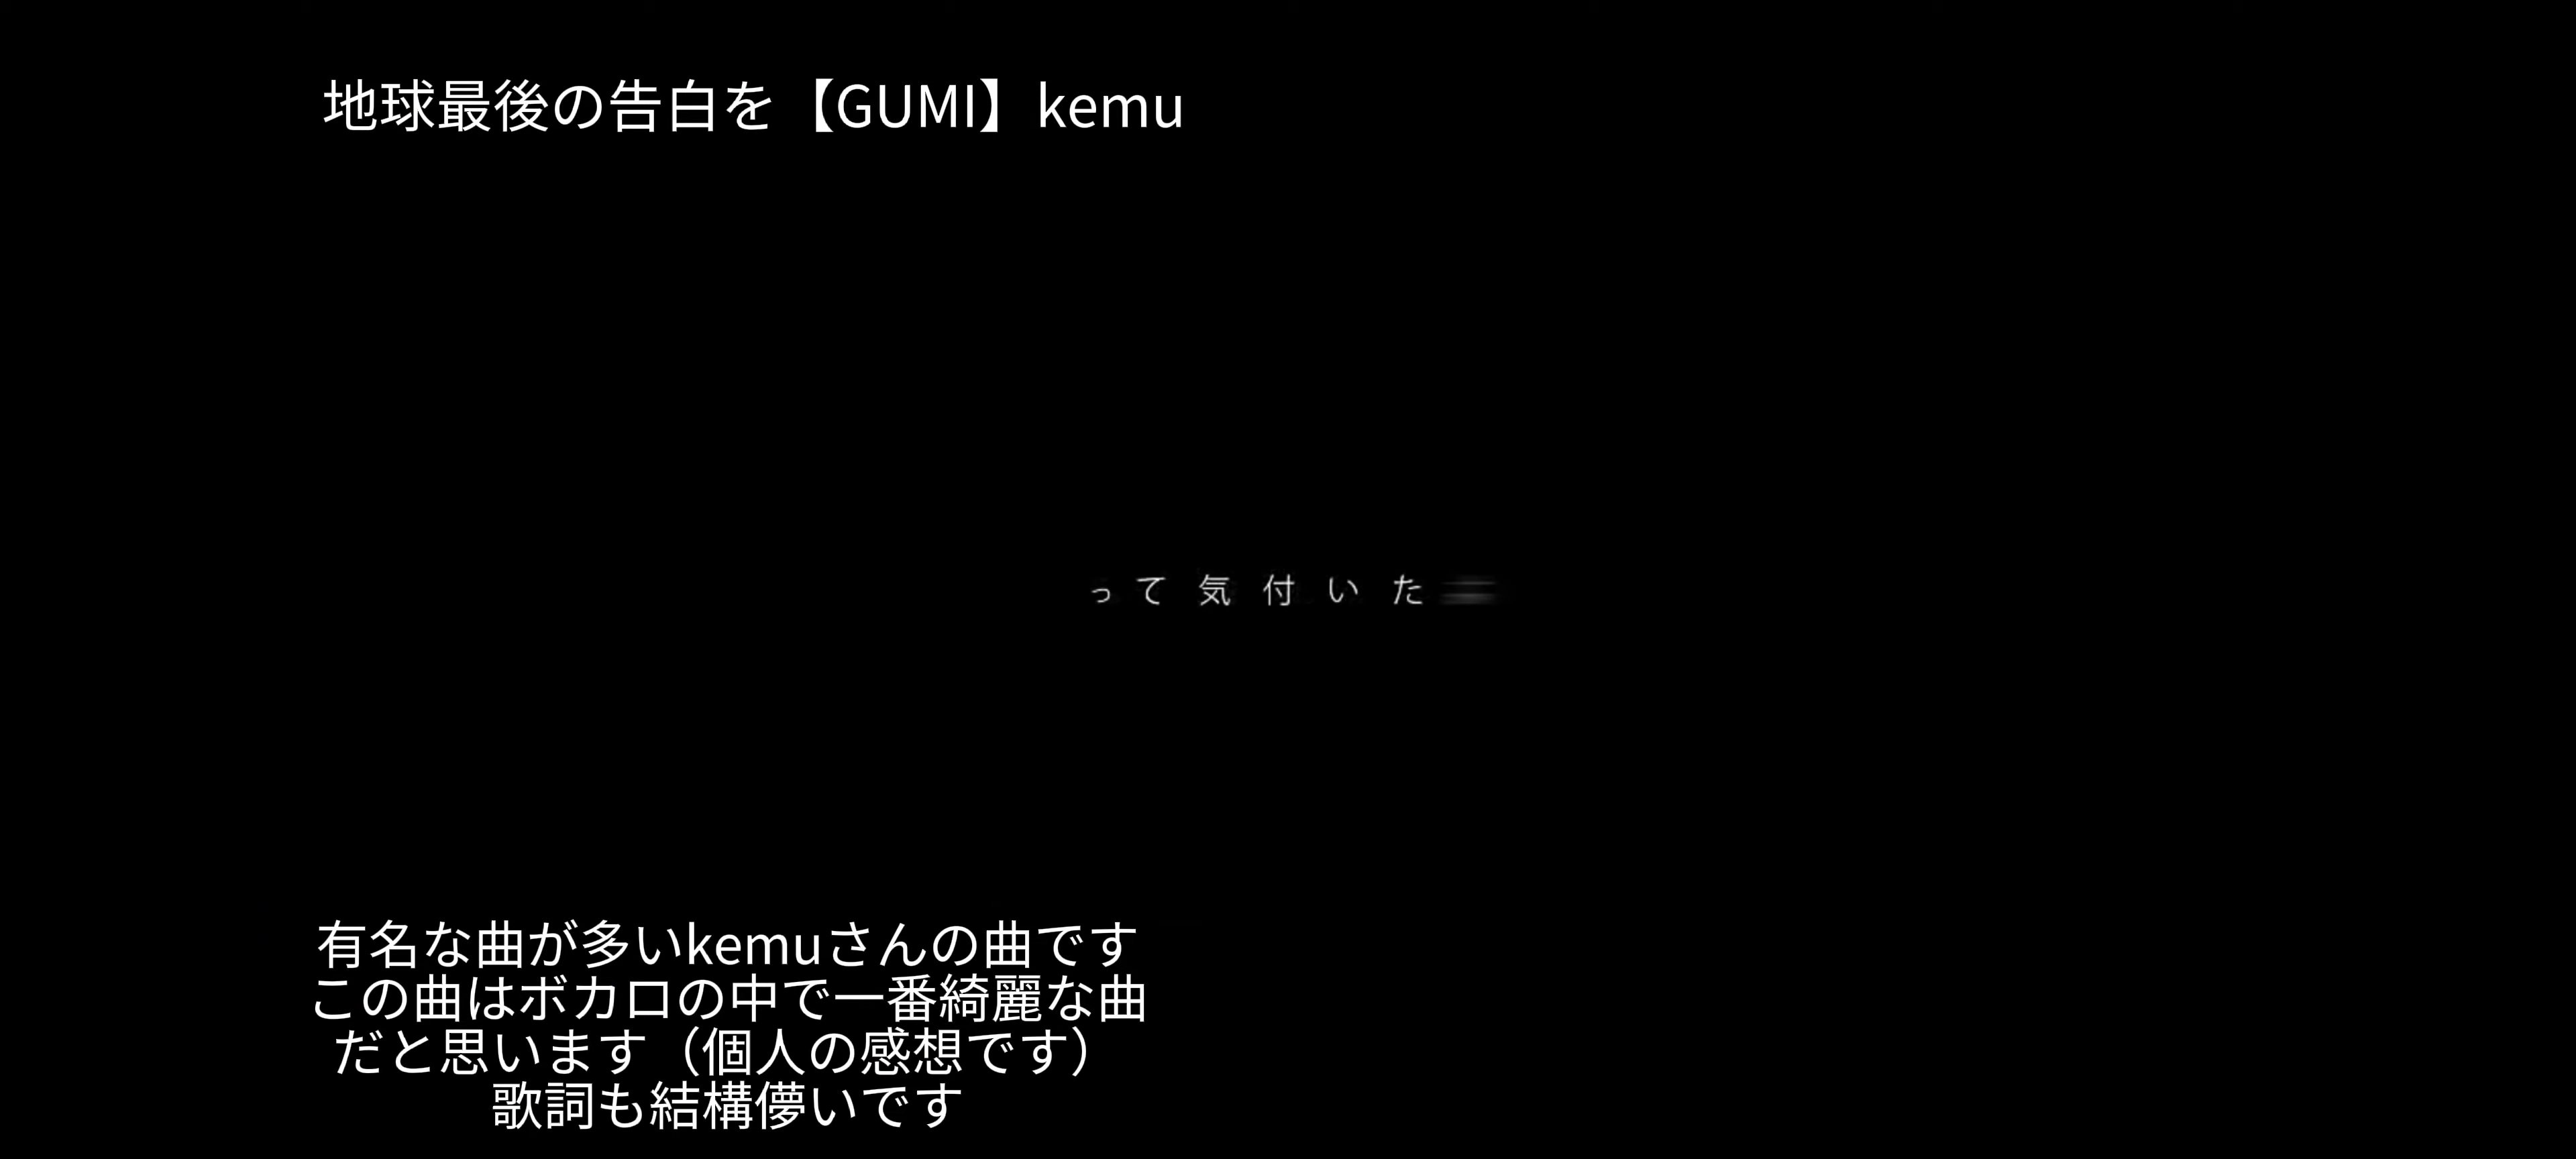 地球最後の告白を【GUMI】kemu
って気付いた
有名な曲が多いkemuさんの曲です
この曲はボカロの中で一番綺麗な曲
だと思います（個人の感想です）
歌詞も結構儚いです